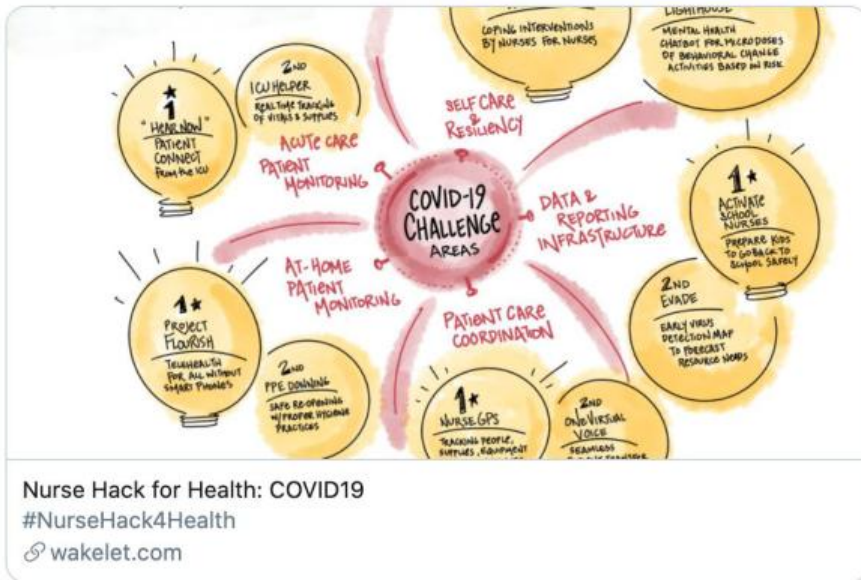 COPING INTERVENTIONS
BY NURSES FOR NURSES
LIGHTHOUSE
MENTAL HEALTH
CHATBOT FOR MICRODOSES
OF BEHAVIORAL CHANGE
ACTIVITIES BASED ON RISK
1
"HEAR NOW"
PATIENT
CONNECT
FROM the ICU
2ND
ICU HELPER
REAL TIME TRACKING
OF VITALS & SUPPLIES
ACUTE CARE
PATIENT
MONITORING
SELF CARE
&
RESILIENCY
COVID-19
CHALLENGE
AREAS
DATA &
REPORTING
INFRASTRUCTURE
1
ACTIVATE
SCHOOL
NURSES
PREPARE KIDS
TO GO BACK TO
SCHOOL SAFELY
2ND
EVADE
EARLY VIRUS
DETECTION MAP
TO FORECAST
RESOURCE NEEDS
AT-HOME
PATIENT
MONITORING
1
PROJECT
FLOURISH
TELEHEALTH
FOR ALL WITHOUT
SMART PHONES
2ND
PPE DONNING
SAFE RE-OPENING
W/PROPER HYGIENE
PRACTICES
PATIENT CARE
COORDINATION
1
NURSE GPS
TRACKING PEOPLE,
SUPPLIES, EQUIPMENT
2ND
ONE VIRTUAL
VOICE
SEAMLESS
Nurse Hack for Health: COVID19
#NurseHack4Health
wakelet.com